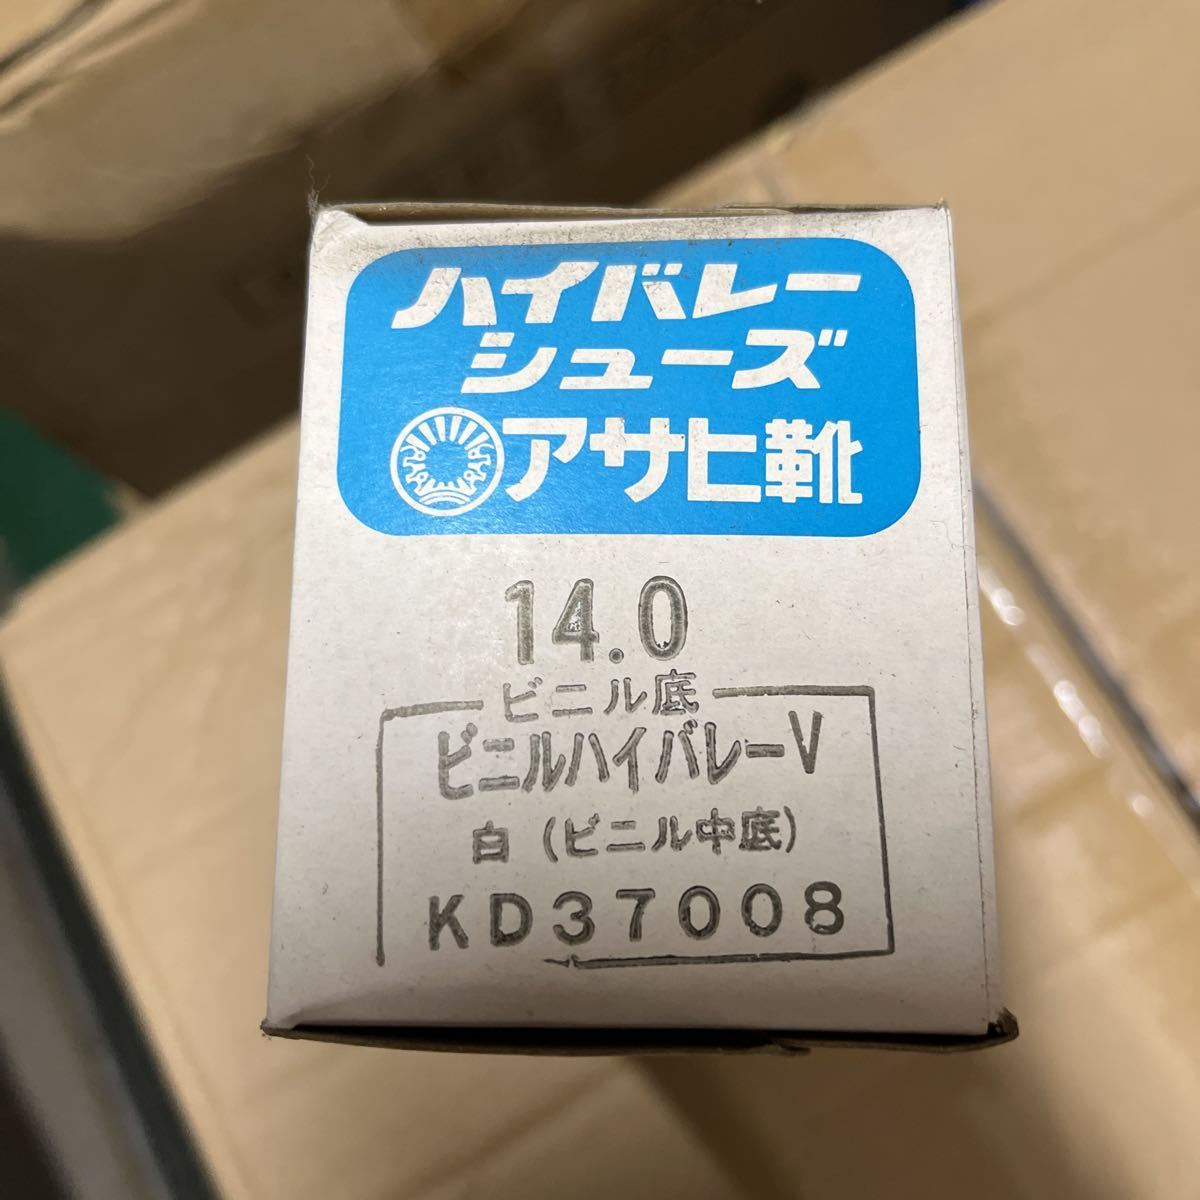 ハイバレー
シューズ
アサヒ靴
14.0
ビニル底
ビニルハイバレーV
白(ビニル中底)
KD37008